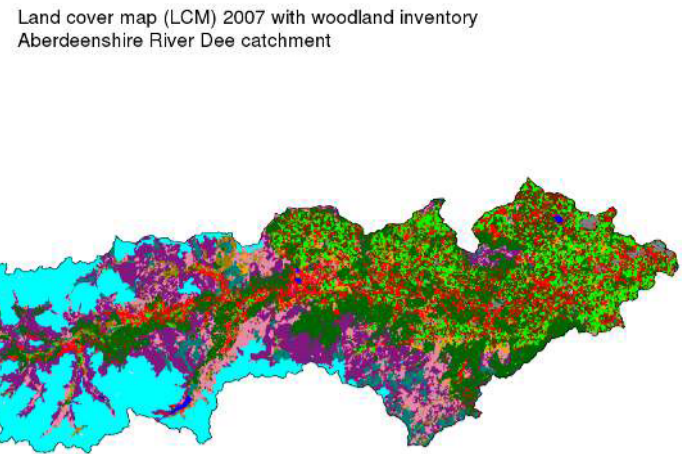 Land cover map (LCM) 2007 with woodland inventory
Aberdeenshire River Dee catchment